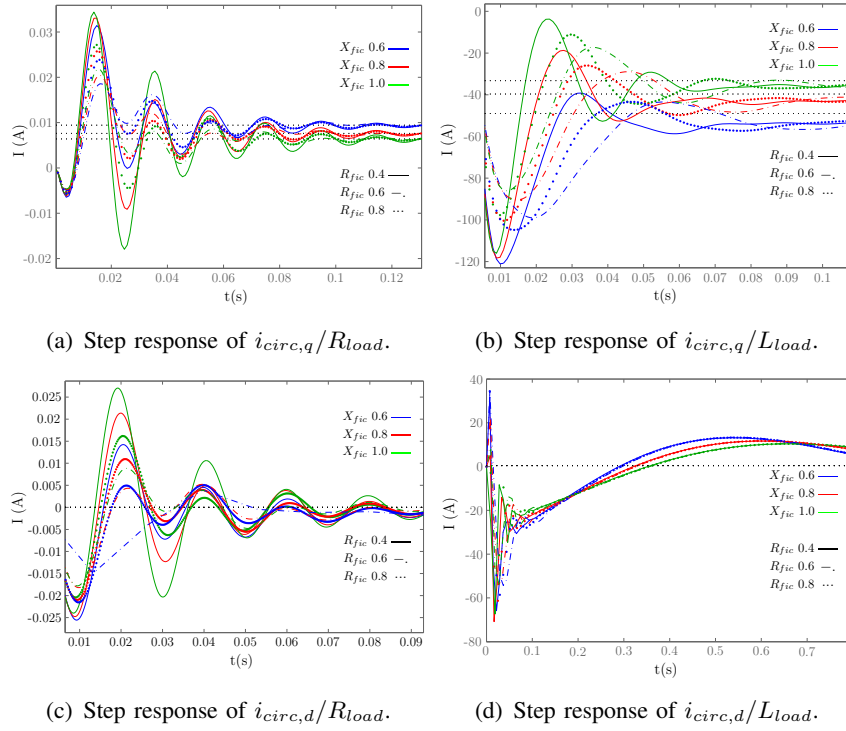 0.03
0.02
0.01
0
-0.01
-0.02
I (A)
0.02
0.04
0.06
0.08
0.1
0.12
t(s)
X_fic 0.6
X_fic 0.8
X_fic 1.0
R_fic 0.4
R_fic 0.6
R_fic 0.8
(a) Step response of i_circ,q/R_load.
0
-20
-40
-60
-80
-100
-120
I (A)
0.01
0.02
0.03
0.04
0.05
0.06
0.07
0.08
0.09
0.1
t(s)
X_fic 0.6
X_fic 0.8
X_fic 1.0
R_fic 0.4
R_fic 0.6
R_fic 0.8
(b) Step response of i_circ,q/L_load.
0.025
0.02
0.015
0.01
0.005
0
-0.005
-0.01
-0.015
-0.02
-0.025
I (A)
0.01
0.02
0.03
0.04
0.05
0.06
0.07
0.08
0.09
t(s)
X_fic 0.6
X_fic 0.8
X_fic 1.0
R_fic 0.4
R_fic 0.6
R_fic 0.8
(c) Step response of i_circ,d/R_load.
40
20
0
-20
-40
-60
-80
I (A)
0
0.1
0.2
0.3
0.4
0.5
0.6
0.7
t(s)
X_fic 0.6
X_fic 0.8
X_fic 1.0
R_fic 0.4
R_fic 0.6
R_fic 0.8
(d) Step response of i_circ,d/L_load.